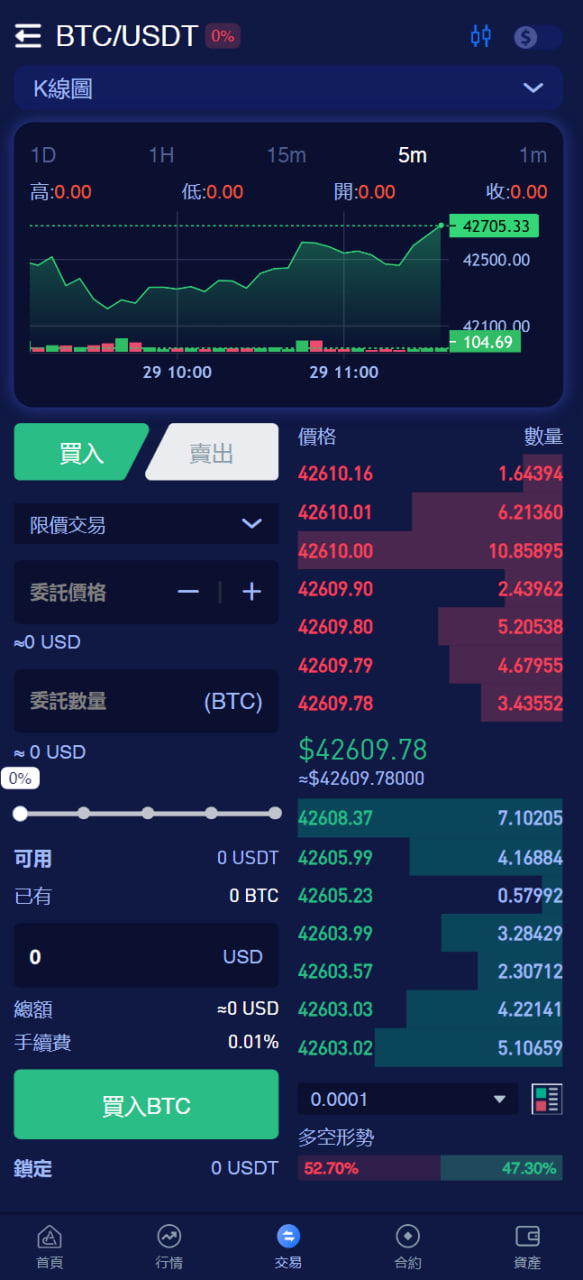 BTC/USDT 0%
K線圖
1D 1H 15m 5m 1m
高:0.00 低:0.00 開:0.00 收:0.00
42705.33
42500.00
42100.00
104.69
29 10:00 29 11:00
買入 賣出
限價交易
委託價格
≈0 USD
委託數量 (BTC)
≈ 0 USD
0%
可用 0 USDT
已有 0 BTC
0 USD
總額 ≈0 USD
手續費 0.01%
買入BTC
鎖定 0 USDT
價格 數量
42610.16 1.64394
42610.01 6.21360
42610.00 10.85895
42609.90 2.43962
42609.80 5.20538
42609.79 4.67955
42609.78 3.43552
$42609.78
≈$42609.78000
42608.37 7.10205
42605.99 4.16884
42605.23 0.57992
42603.99 3.28429
42603.57 2.30712
42603.03 4.22141
42603.02 5.10659
0.0001
多空形勢
52.70% 47.30%
首頁 行情 交易 合約 資產